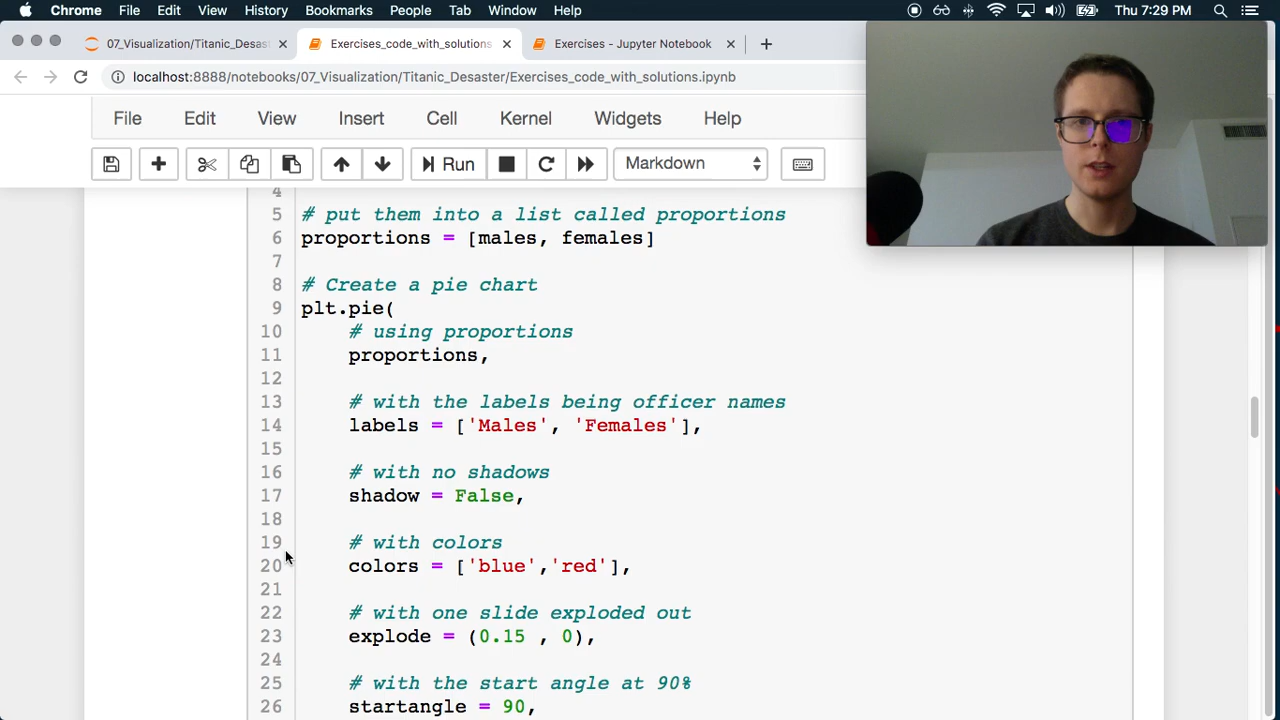 Chrome File Edit View History Bookmarks People Tab Window Help Thu 7:29 PM
07_Visualization/Titanic_Desas Exercises_code_with_solutions Exercises - Jupyter Notebook
localhost:8888/notebooks/07_Visualization/Titanic_Desaster/Exercises_code_with_solutions.ipynb
File Edit View Insert Cell Kernel Widgets Help
Run Markdown
4
5 # put them into a list called proportions
6 proportions = [males, females]
7
8 # Create a pie chart
9 plt.pie(
10 # using proportions
11 proportions,
12
13 # with the labels being officer names
14 labels = ['Males', 'Females'],
15
16 # with no shadows
17 shadow = False,
18
19 # with colors
20 colors = ['blue','red'],
21
22 # with one slide exploded out
23 explode = (0.15 , 0),
24
25 # with the start angle at 90%
26 startangle = 90,